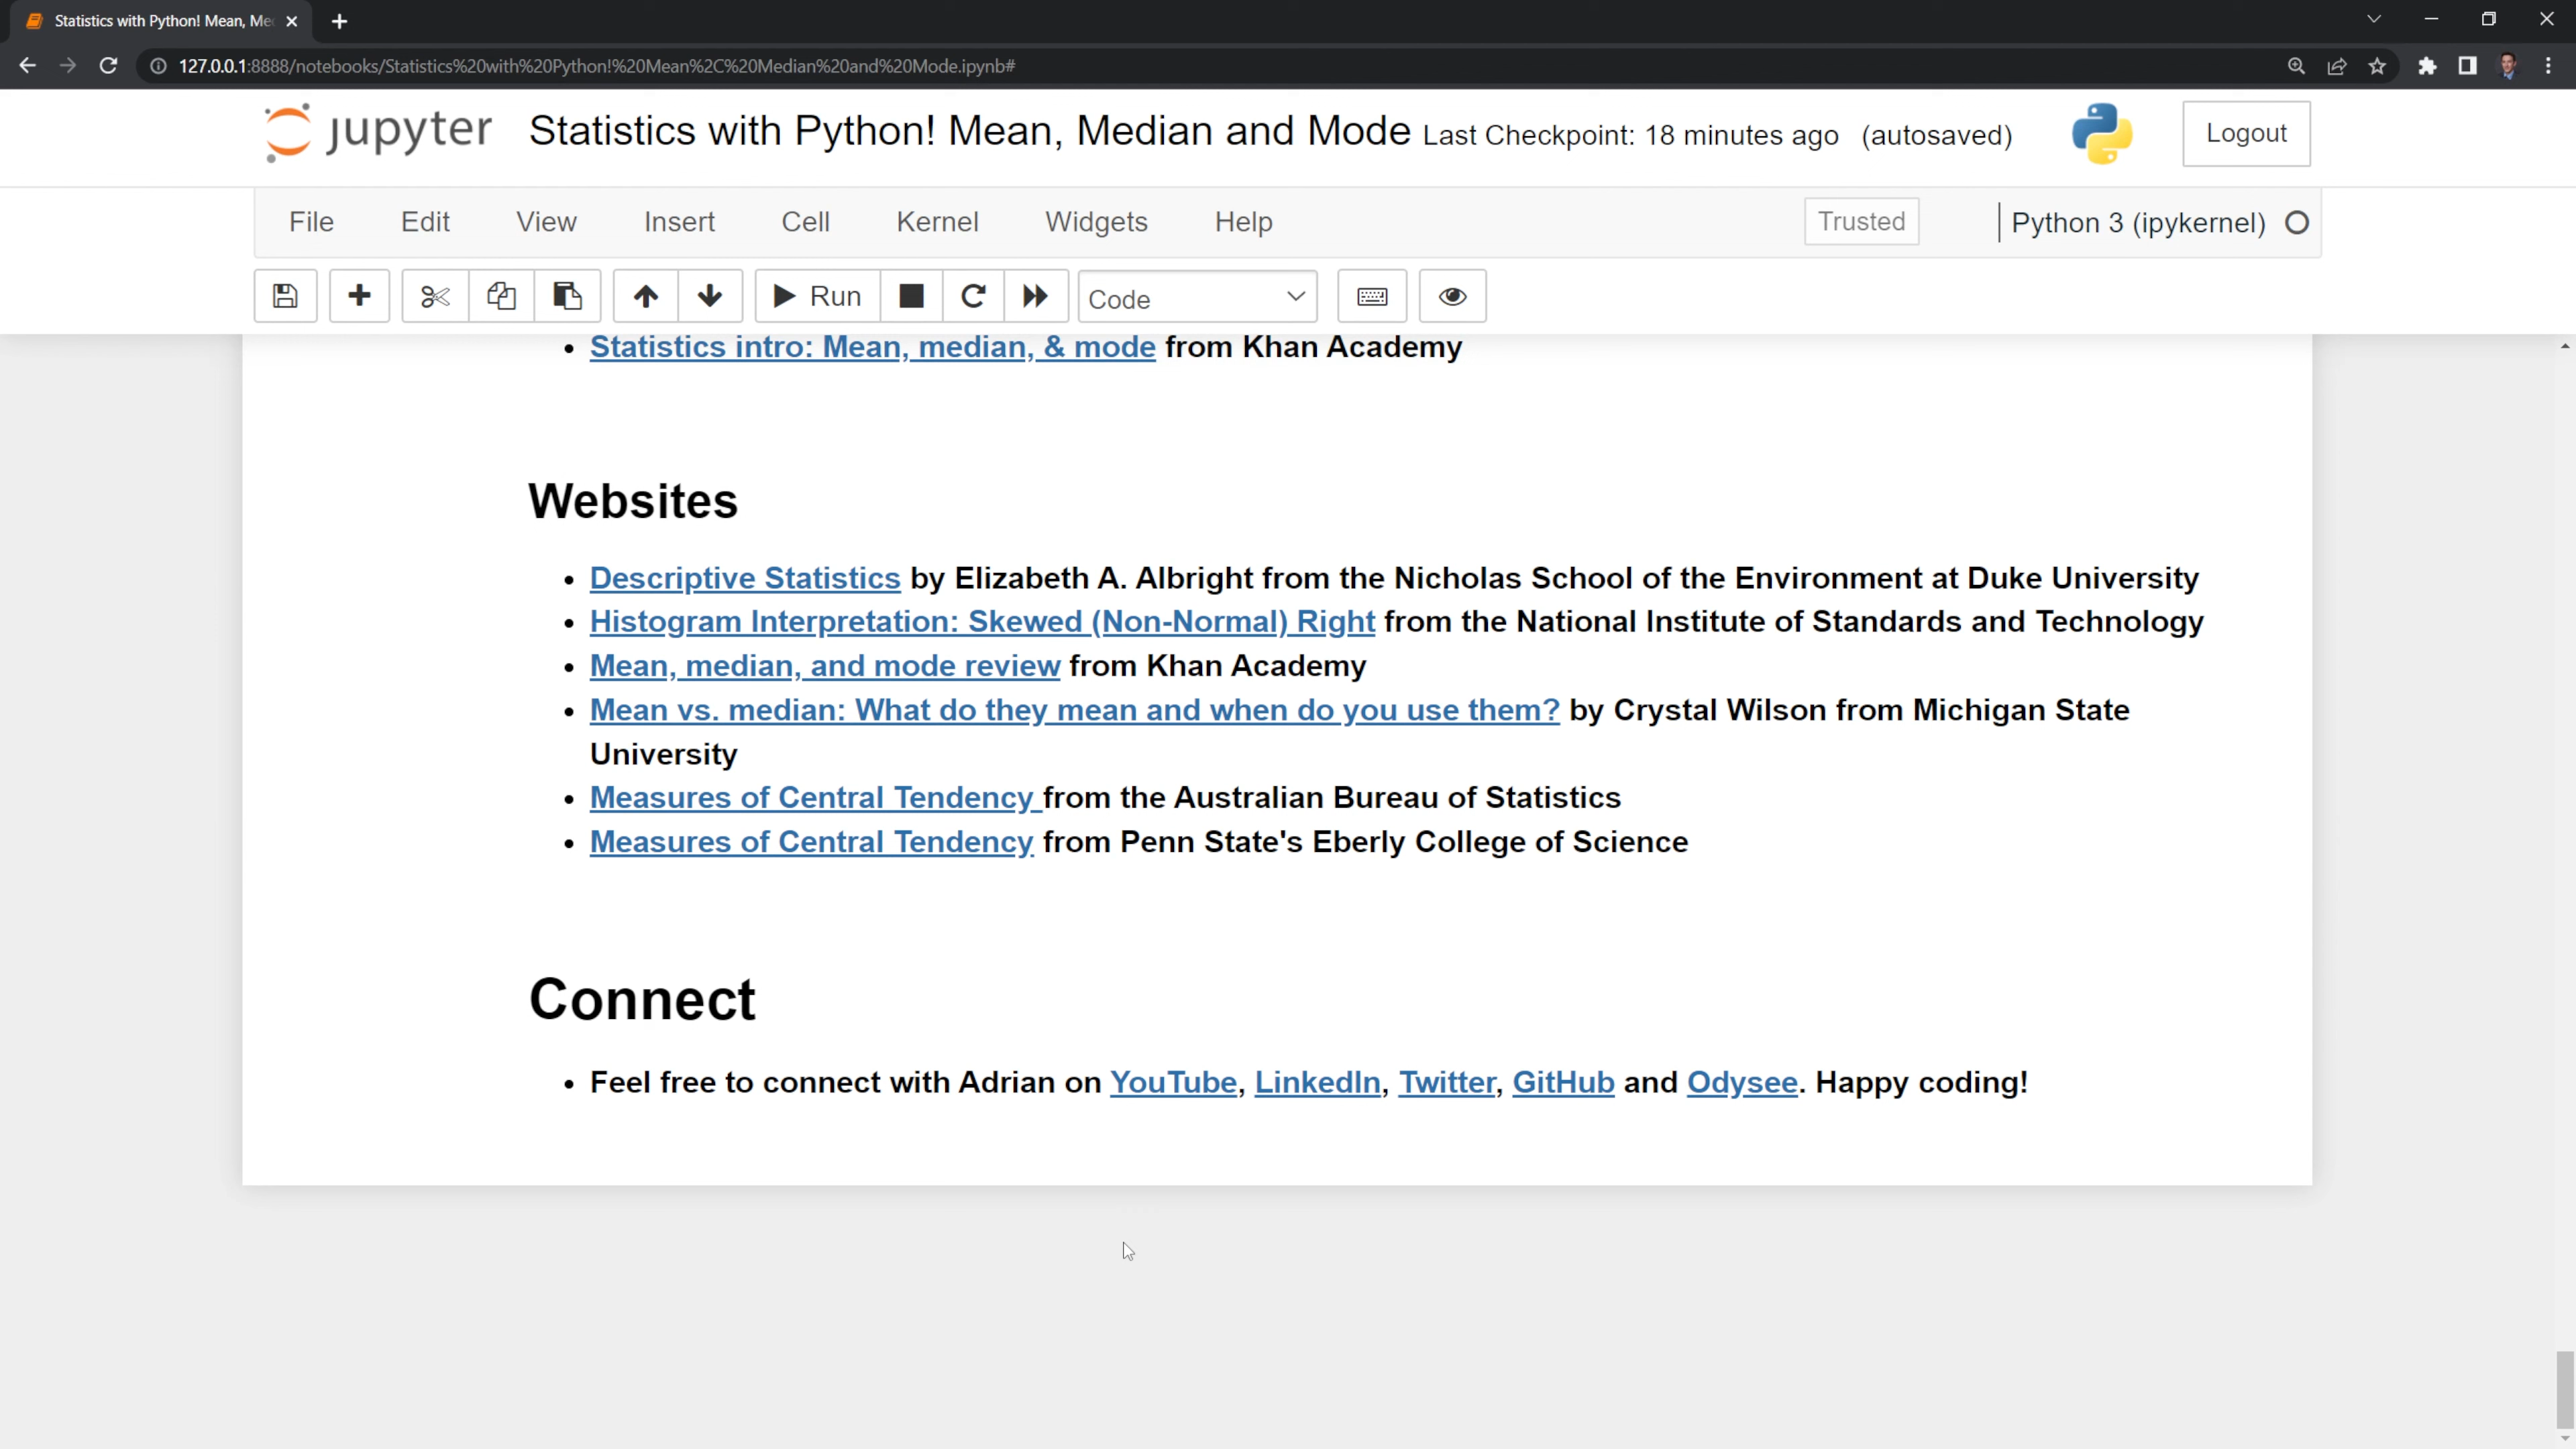 Statistics with Python! Mean, Me
127.0.0.1:8888/notebooks/Statistics%20with%20Python!%20Mean%2C%20Median%20and%20Mode.ipynb#
jupyter Statistics with Python! Mean, Median and Mode Last Checkpoint: 18 minutes ago (autosaved) Logout
File Edit View Insert Cell Kernel Widgets Help Trusted Python 3 (ipykernel)
Run Code
• Statistics intro: Mean, median, & mode from Khan Academy
Websites
• Descriptive Statistics by Elizabeth A. Albright from the Nicholas School of the Environment at Duke University
• Histogram Interpretation: Skewed (Non-Normal) Right from the National Institute of Standards and Technology
• Mean, median, and mode review from Khan Academy
• Mean vs. median: What do they mean and when do you use them? by Crystal Wilson from Michigan State
University
• Measures of Central Tendency from the Australian Bureau of Statistics
• Measures of Central Tendency from Penn State's Eberly College of Science
Connect
• Feel free to connect with Adrian on YouTube, LinkedIn, Twitter, GitHub and Odysee. Happy coding!